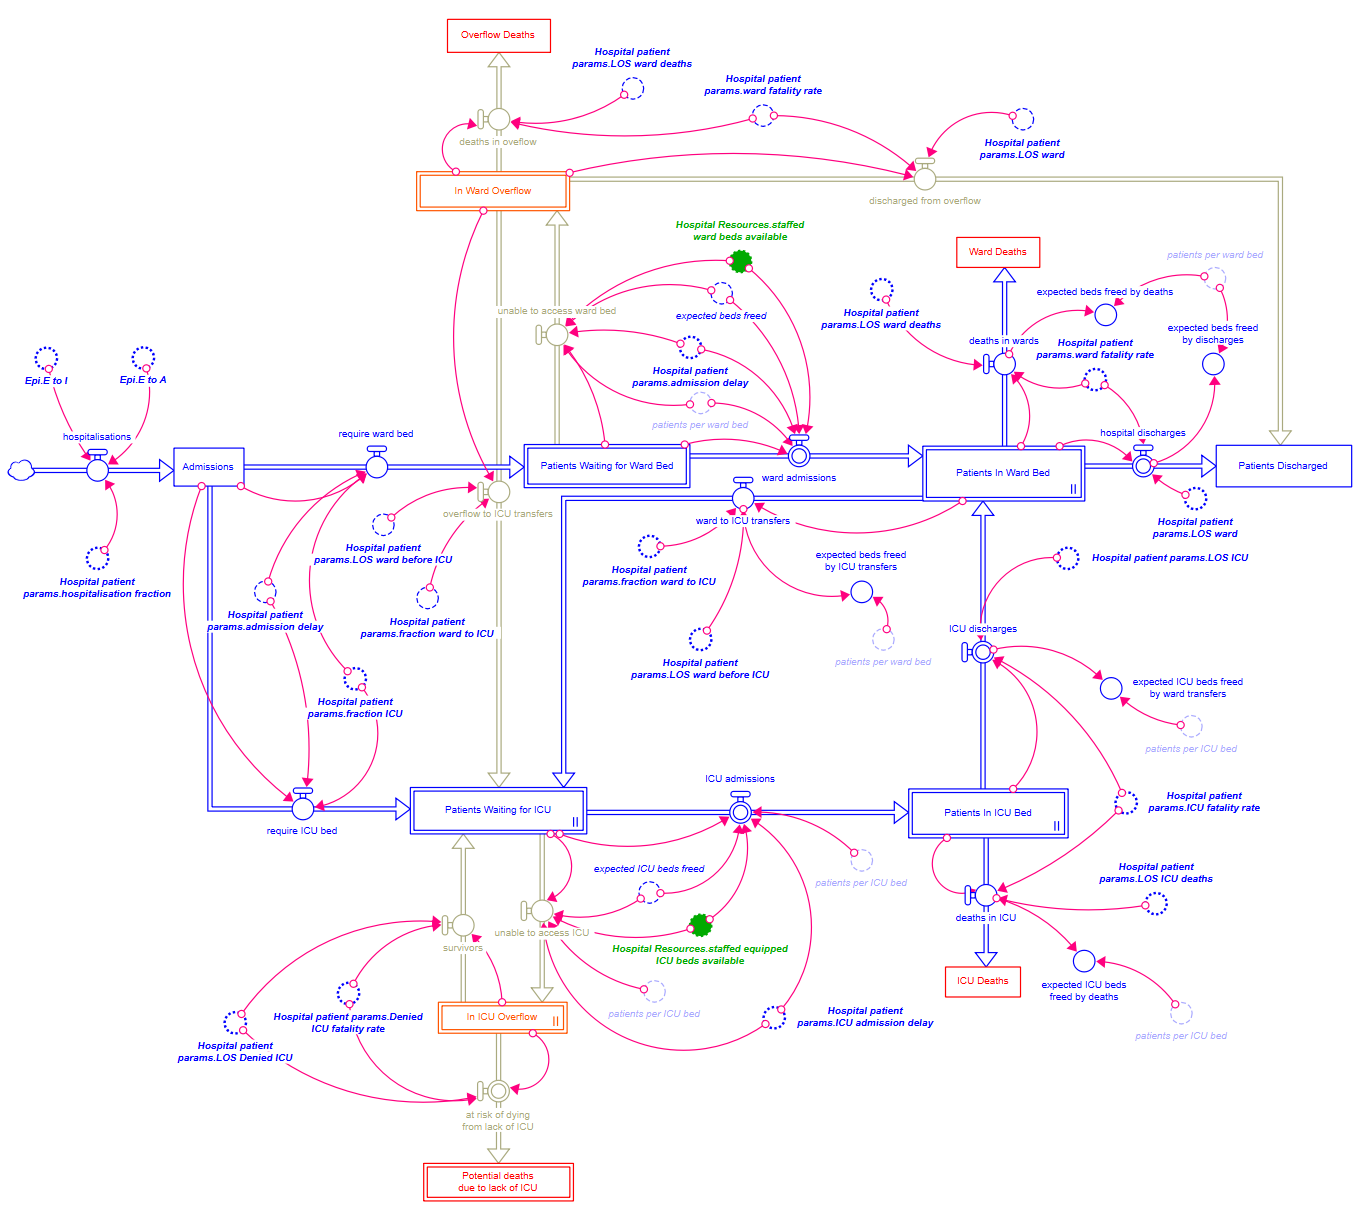 Overflow Deaths
Hospital patient
params.LOS ward deaths
Hospital patient
params.ward fatality rate
deaths in oveflow
Hospital patient
params.LOS ward
In Ward Overflow
discharged from overflow
Hospital Resources.staffed
ward beds available
Ward Deaths
patients per ward bed
expected beds freed by deaths
unable to access ward bed
expected beds freed
Hospital patient
params.LOS ward deaths
deaths in wards
expected beds freed
by discharges
Hospital patient
params.ward fatality rate
Epi.E to I
Epi.E to A
Hospital patient
params.admission delay
patients per ward bed
hospitalisations
require ward bed
hospital discharges
Admissions
Patients Waiting for Ward Bed
ward admissions
Patients In Ward Bed
Patients Discharged
overflow to ICU transfers
ward to ICU transfers
Hospital patient
params.LOS ward
Hospital patient
params.LOS ward before ICU
expected beds freed
by ICU transfers
Hospital patient params.LOS ICU
Hospital patient
params.hospitalisation fraction
Hospital patient
params.fraction ward to ICU
Hospital patient
params.admission delay
Hospital patient
params.fraction ward to ICU
ICU discharges
Hospital patient
params.LOS ward before ICU
patients per ward bed
expected ICU beds freed
by ward transfers
Hospital patient
params.fraction ICU
patients per ICU bed
ICU admissions
Patients Waiting for ICU
Patients In ICU Bed
Hospital patient
params.ICU fatality rate
require ICU bed
expected ICU beds freed
patients per ICU bed
Hospital patient
params.LOS ICU deaths
deaths in ICU
unable to access ICU
survivors
Hospital Resources.staffed equipped
ICU beds available
ICU Deaths
expected ICU beds
freed by deaths
patients per ICU bed
In ICU Overflow
Hospital patient params.Denied
ICU fatality rate
patients per ICU bed
Hospital patient
params.ICU admission delay
Hospital patient
params.LOS Denied ICU
at risk of dying
from lack of ICU
Potential deaths
due to lack of ICU